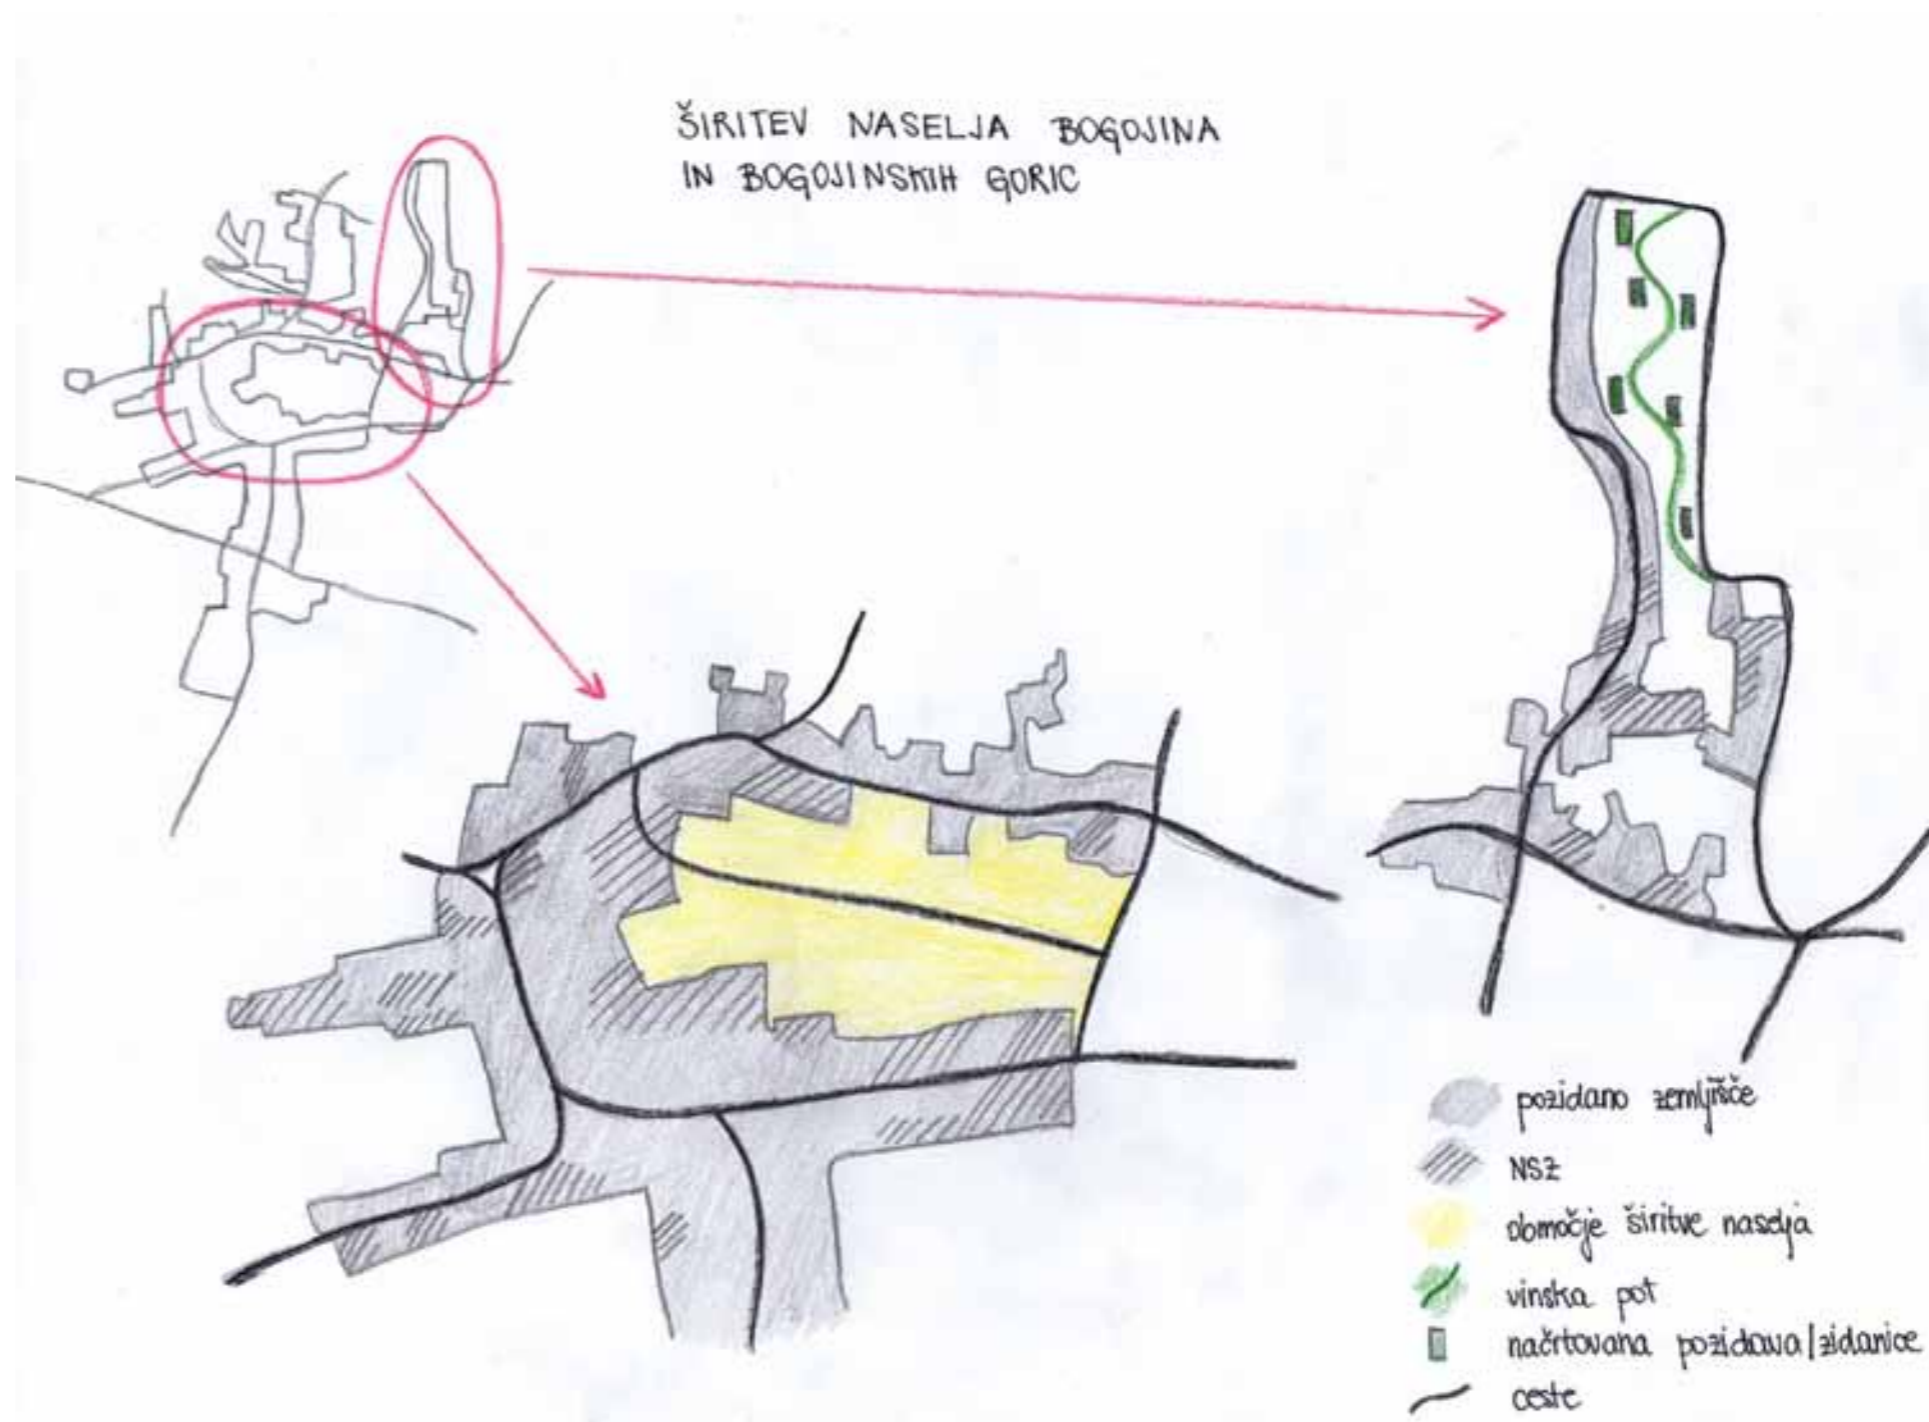 ŠIRITEV NASELJA BOGOJINA
IN BOGOJINSKIH GORIC
pozidano zemljišče
NSZ
območje širitve naselja
vinska pot
načrtovana pozidava/zidanice
ceste